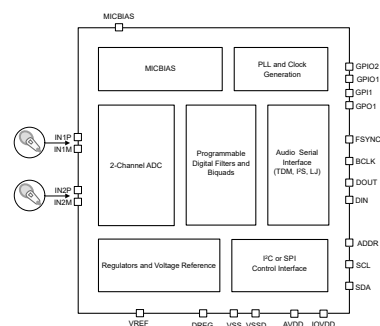 MICBIAS
MICBIAS
PLL and Clock
Generation
GPIO2
GPIO1
GPI1
GPO1
IN1P
IN1M
IN2P
IN2M
2-Channel ADC
Programmable
Digital Filters and
Biquads
Audio Serial
Interface
(TDM, I²S, LJ)
FSYNC
BCLK
DOUT
DIN
Regulators and Voltage Reference
I²C or SPI
Control Interface
ADDR
SCL
SDA
VREF
DREG
VSS
VSSD
AVDD
IOVDD